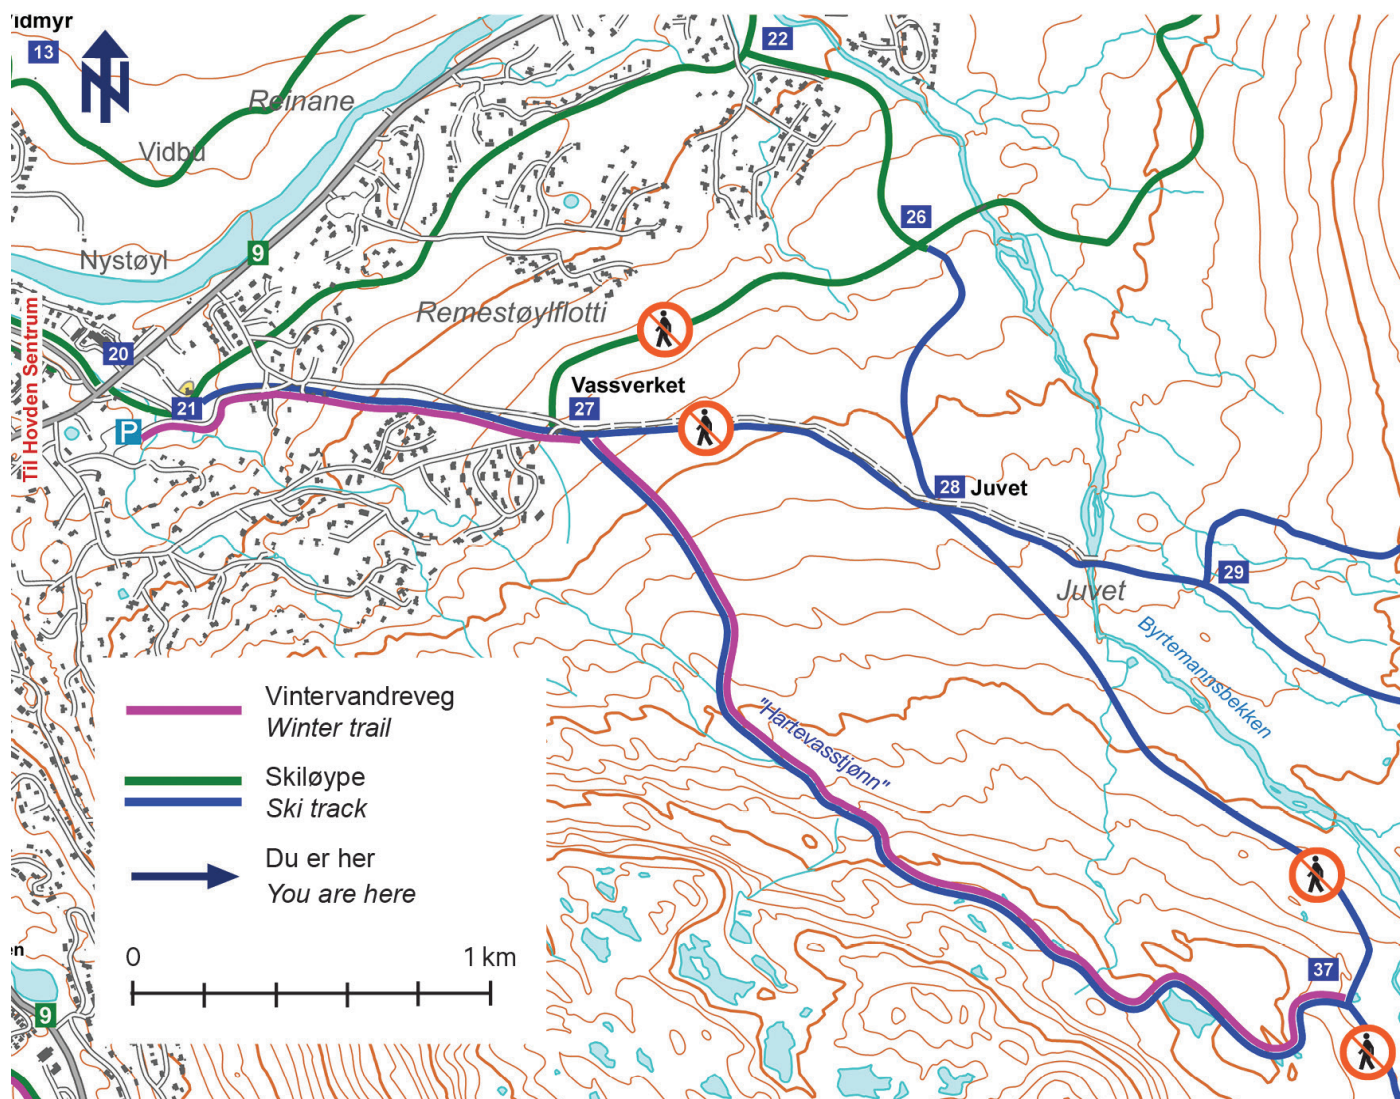 idmyr
13
N
22
Reinane
Vidbu
26
Nystøyl
9
Remestøylflotti
Til Hovden Sentrum
20
Vassverket
21
27
P
28 Juvet
29
Juvet
Byrtemannsbekken
"Hartevasstjønn"
Vintervandreveg
Winter trail
Skiløype
Ski track
Du er her
You are here
en
0 1 km
37
9